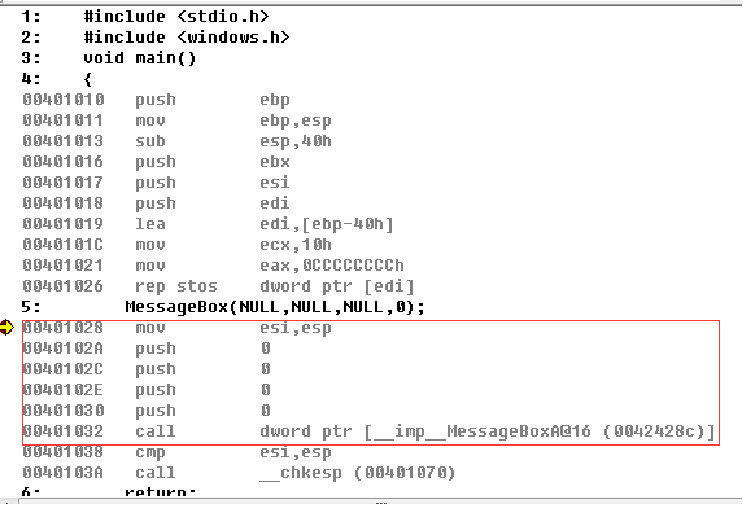 1: #include <stdio.h>
2: #include <windows.h>
3: void main()
4: {
00401010 push ebp
00401011 mov ebp,esp
00401013 sub esp,40h
00401016 push ebx
00401017 push esi
00401018 push edi
00401019 lea edi,[ebp-40h]
0040101C mov ecx,10h
00401021 mov eax,0CCCCCCCCh
00401026 rep stos dword ptr [edi]
5: MessageBox(NULL,NULL,NULL,0);
00401028 mov esi,esp
0040102A push 0
0040102C push 0
0040102E push 0
00401030 push 0
00401032 call dword ptr [__imp__MessageBoxA@16 (0042428c)]
00401038 cmp esi,esp
0040103A call __chkesp (00401070)
6: return;